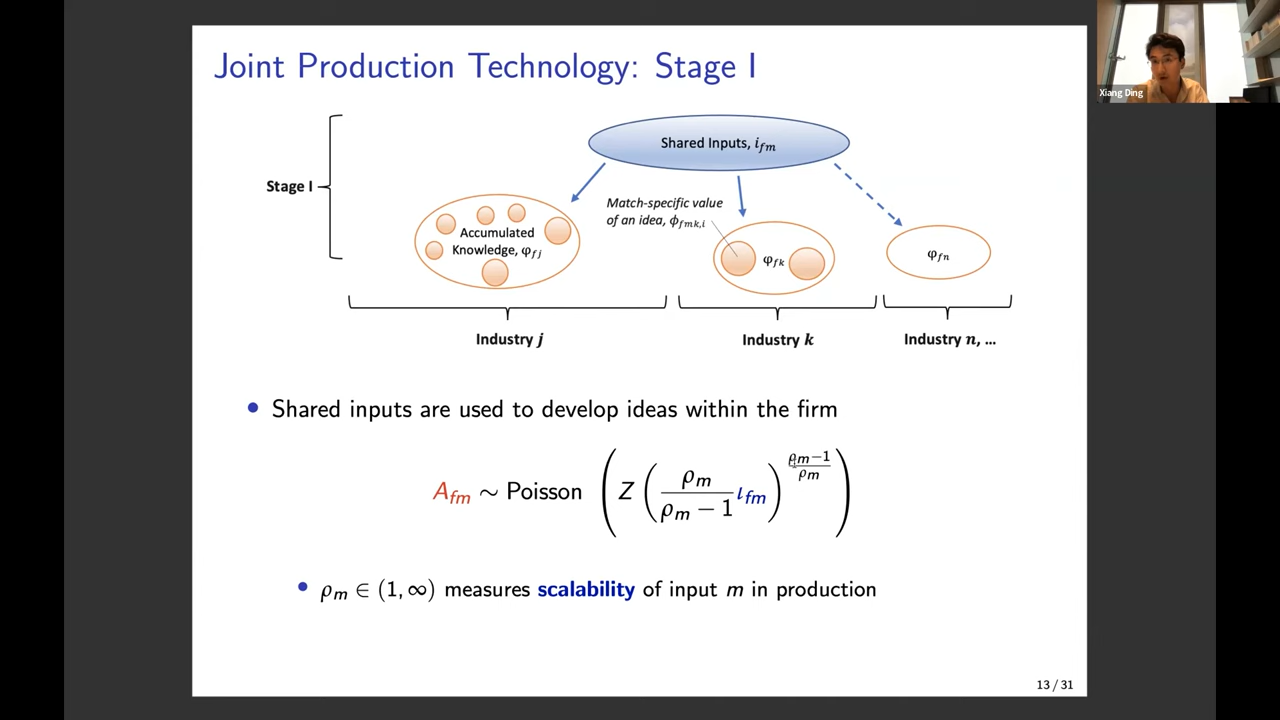 Joint Production Technology: Stage I
Xiang Ding
Shared Inputs, i_fm
Stage I
Match-specific value
of an idea, ϕ_fmk,i
Accumulated
Knowledge, φ_fj
φ_fk
φ_fn
Industry j
Industry k
Industry n, ...
• Shared inputs are used to develop ideas within the firm
A_fm ∼ Poisson ( Z ( ρ_m / (ρ_m − 1) ι_fm )^((ρ_m−1)/ρ_m) )
• ρ_m ∈ (1, ∞) measures scalability of input m in production
13 / 31